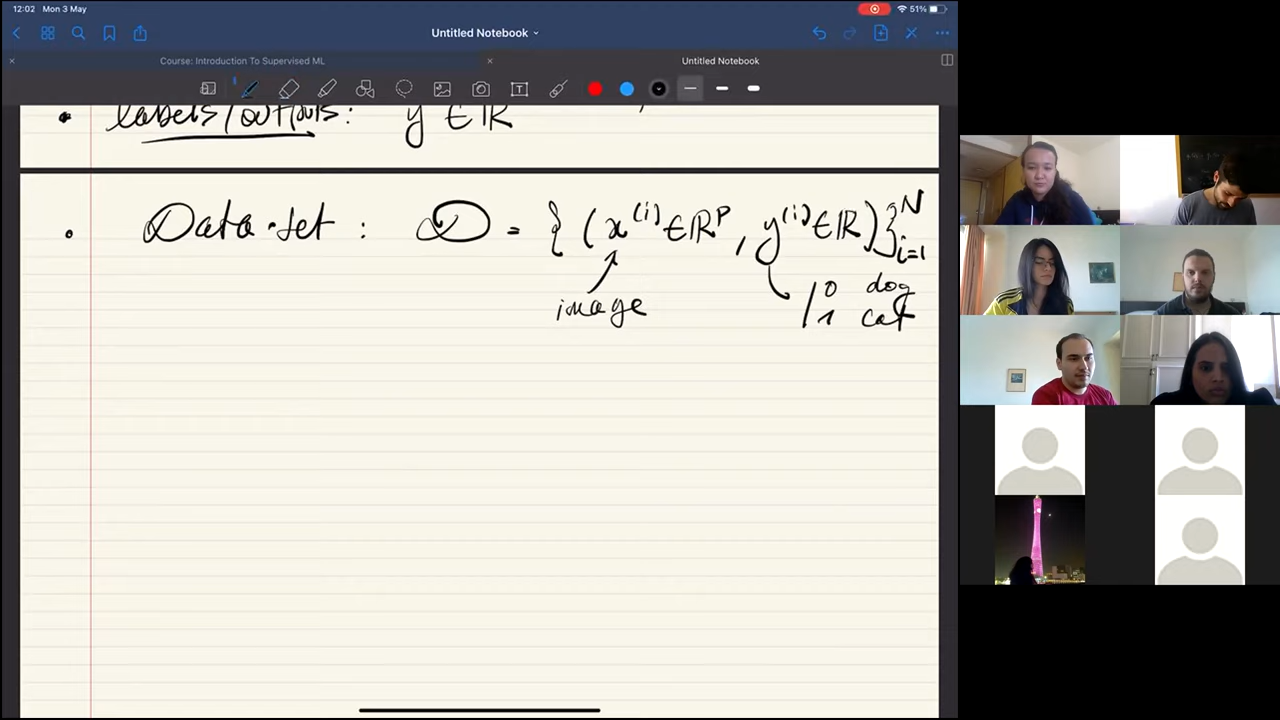 12:02 Mon 3 May
51%
Untitled Notebook
Course: Introduction To Supervised ML
Untitled Notebook
• labels/outputs: y ∈ ℝ
• Data-set : 𝒟 = { (x^(i) ∈ ℝ^p, y^(i) ∈ ℝ) }_{i=1}^N
image
0 dog
1 cat